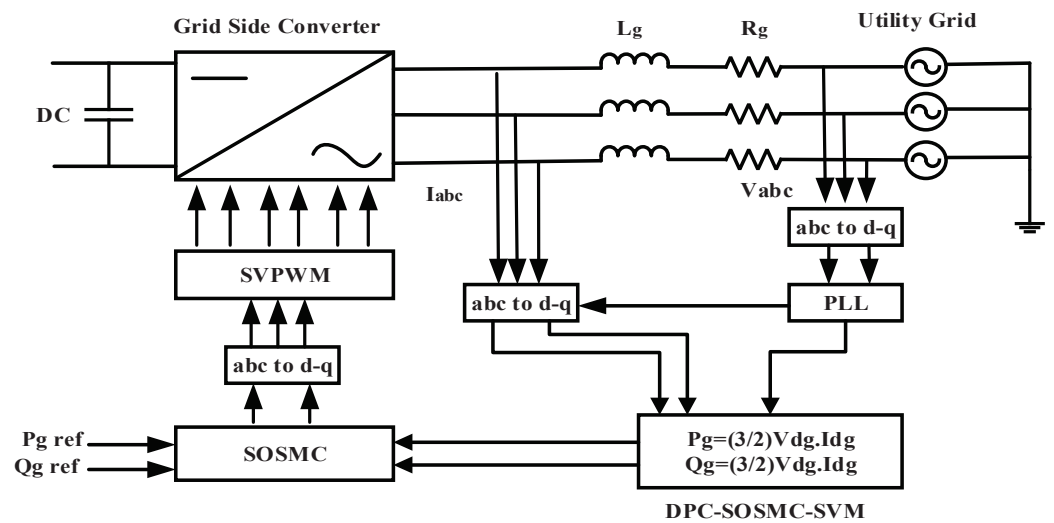 Grid Side Converter
Lg
Rg
Utility Grid
DC
Iabc
Vabc
abc to d-q
SVPWM
abc to d-q
PLL
abc to d-q
Pg ref
Qg ref
SOSMC
Pg=(3/2)Vdg.Idg
Qg=(3/2)Vdg.Idg
DPC-SOSMC-SVM